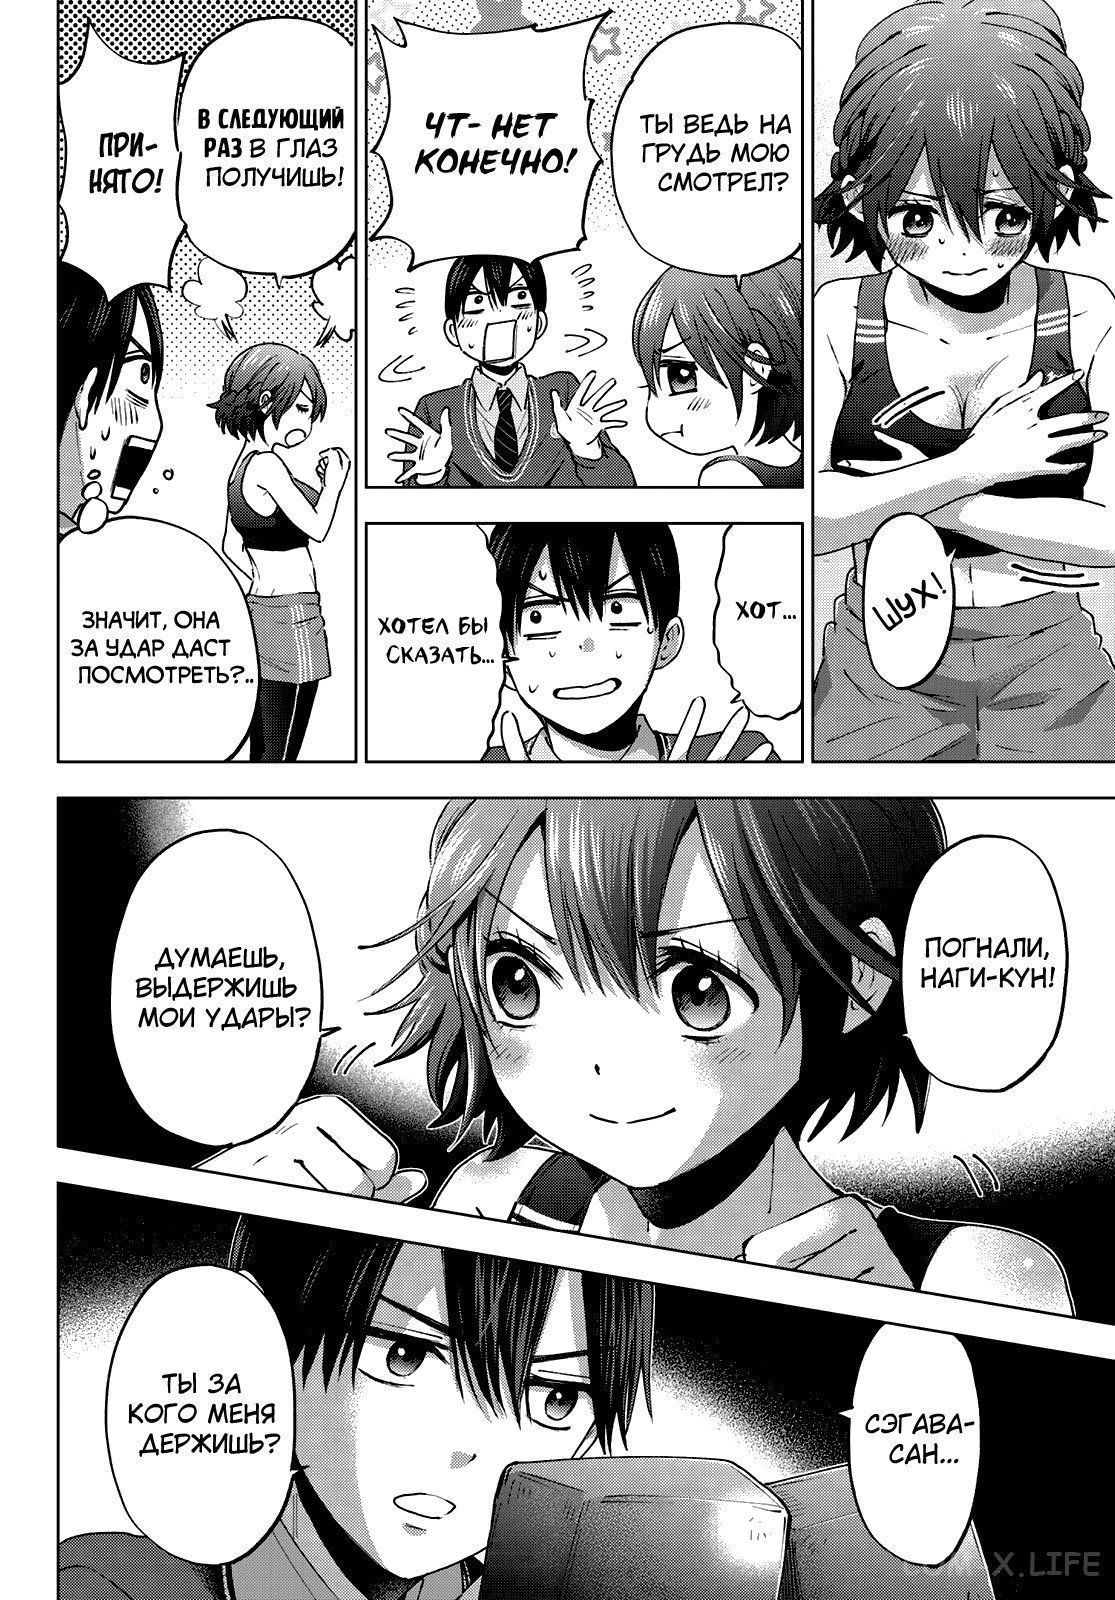 ШУХ!
ТЫ ВЕДЬ НА
ГРУДЬ МОЮ
СМОТРЕЛ?
ЧТ- НЕТ
КОНЕЧНО!
ХОТ...
ХОТЕЛ БЫ
СКАЗАТЬ...
В СЛЕДУЮЩИЙ
РАЗ В ГЛАЗ
ПОЛУЧИШЬ!
ПРИ-
НЯТО!
ЗНАЧИТ, ОНА
ЗА УДАР ДАСТ
ПОСМОТРЕТЬ?..
ПОГНАЛИ,
НАГИ-КУН!
ДУМАЕШЬ,
ВЫДЕРЖИШЬ
МОИ УДАРЫ?
СЭГАВА-
САН...
ТЫ ЗА
КОГО МЕНЯ
ДЕРЖИШЬ?
COM-X.LIFE